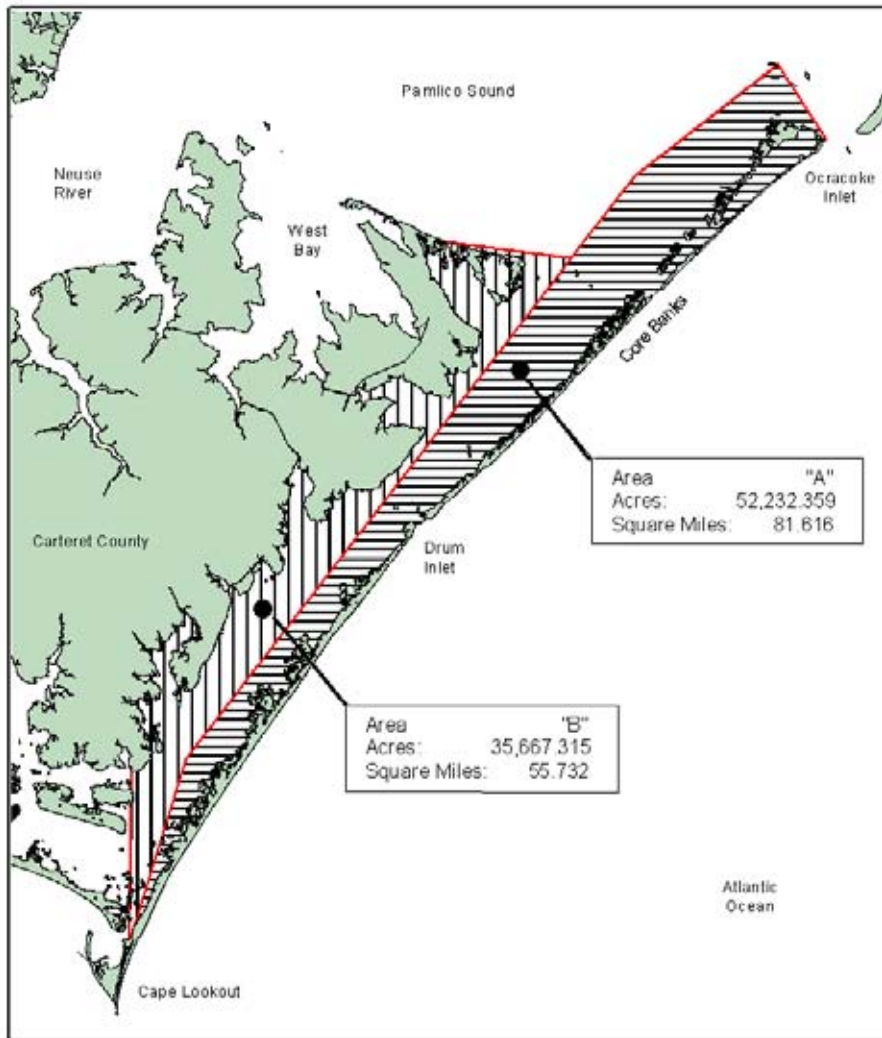 Pamlico Sound
Neuse
River
Ocracoke
Inlet
West
Bay
Core Banks
Area "A"
Acres: 52,232.359
Square Miles: 81.616
Carteret County
Drum
Inlet
Area "B"
Acres: 35,667.315
Square Miles: 55.732
Atlantic
Ocean
Cape Lookout